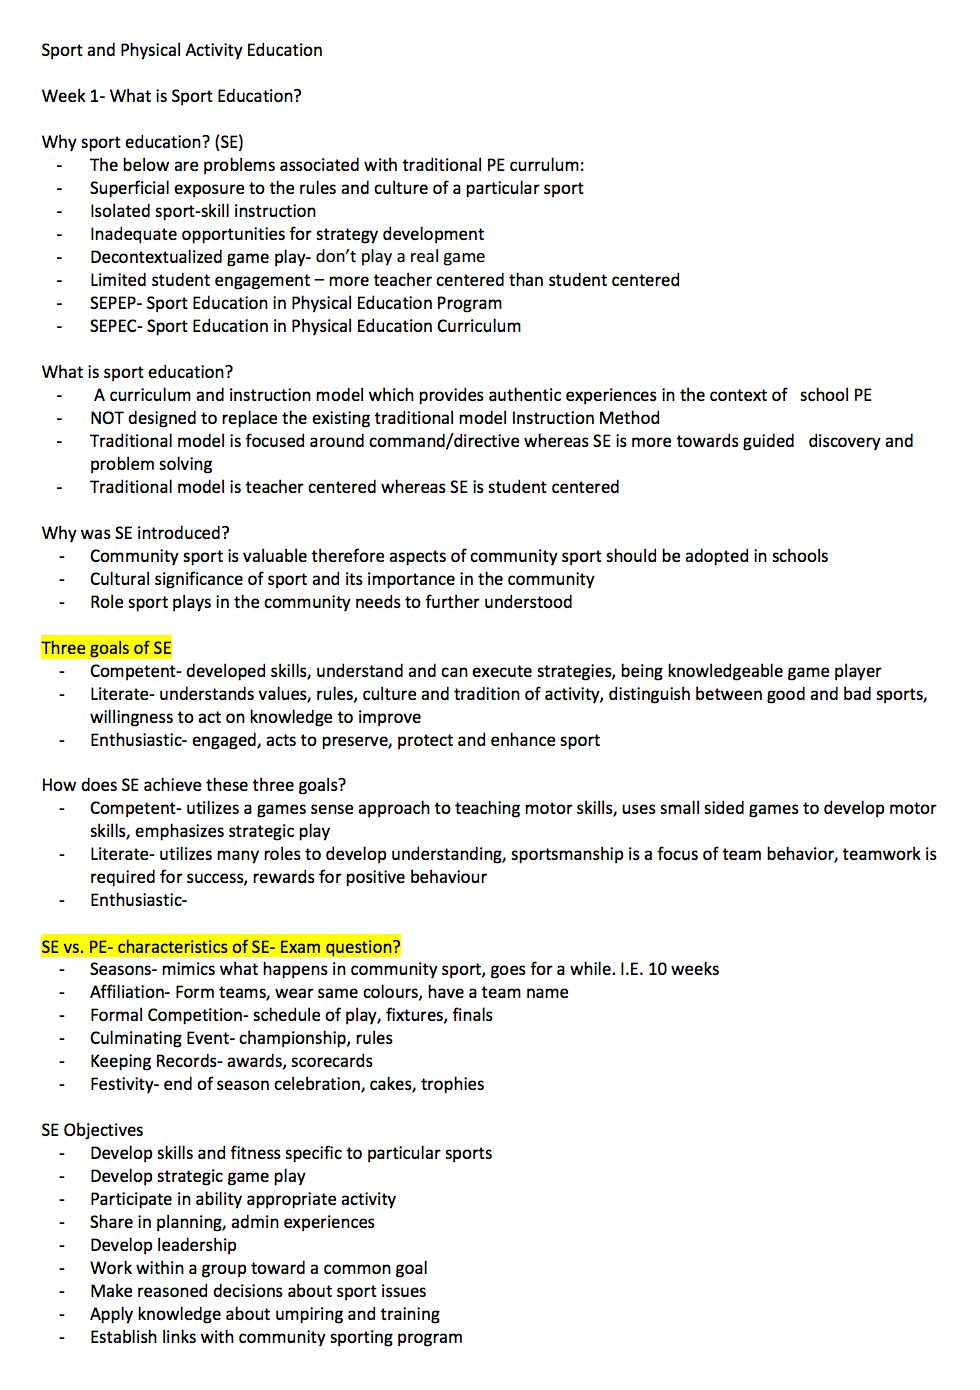 Sport and Physical Activity Education
Week 1- What is Sport Education?
Why sport education? (SE)
- The below are problems associated with traditional PE currulum:
- Superficial exposure to the rules and culture of a particular sport
- Isolated sport-skill instruction
- Inadequate opportunities for strategy development
- Decontextualized game play- don't play a real game
- Limited student engagement – more teacher centered than student centered
- SEPEP- Sport Education in Physical Education Program
- SEPEC- Sport Education in Physical Education Curriculum
What is sport education?
- A curriculum and instruction model which provides authentic experiences in the context of school PE
- NOT designed to replace the existing traditional model Instruction Method
- Traditional model is focused around command/directive whereas SE is more towards guided discovery and
problem solving
- Traditional model is teacher centered whereas SE is student centered
Why was SE introduced?
- Community sport is valuable therefore aspects of community sport should be adopted in schools
- Cultural significance of sport and its importance in the community
- Role sport plays in the community needs to further understood
Three goals of SE
- Competent- developed skills, understand and can execute strategies, being knowledgeable game player
- Literate- understands values, rules, culture and tradition of activity, distinguish between good and bad sports,
willingness to act on knowledge to improve
- Enthusiastic- engaged, acts to preserve, protect and enhance sport
How does SE achieve these three goals?
- Competent- utilizes a games sense approach to teaching motor skills, uses small sided games to develop motor
skills, emphasizes strategic play
- Literate- utilizes many roles to develop understanding, sportsmanship is a focus of team behavior, teamwork is
required for success, rewards for positive behaviour
- Enthusiastic-
SE vs. PE- characteristics of SE- Exam question?
- Seasons- mimics what happens in community sport, goes for a while. I.E. 10 weeks
- Affiliation- Form teams, wear same colours, have a team name
- Formal Competition- schedule of play, fixtures, finals
- Culminating Event- championship, rules
- Keeping Records- awards, scorecards
- Festivity- end of season celebration, cakes, trophies
SE Objectives
- Develop skills and fitness specific to particular sports
- Develop strategic game play
- Participate in ability appropriate activity
- Share in planning, admin experiences
- Develop leadership
- Work within a group toward a common goal
- Make reasoned decisions about sport issues
- Apply knowledge about umpiring and training
- Establish links with community sporting program